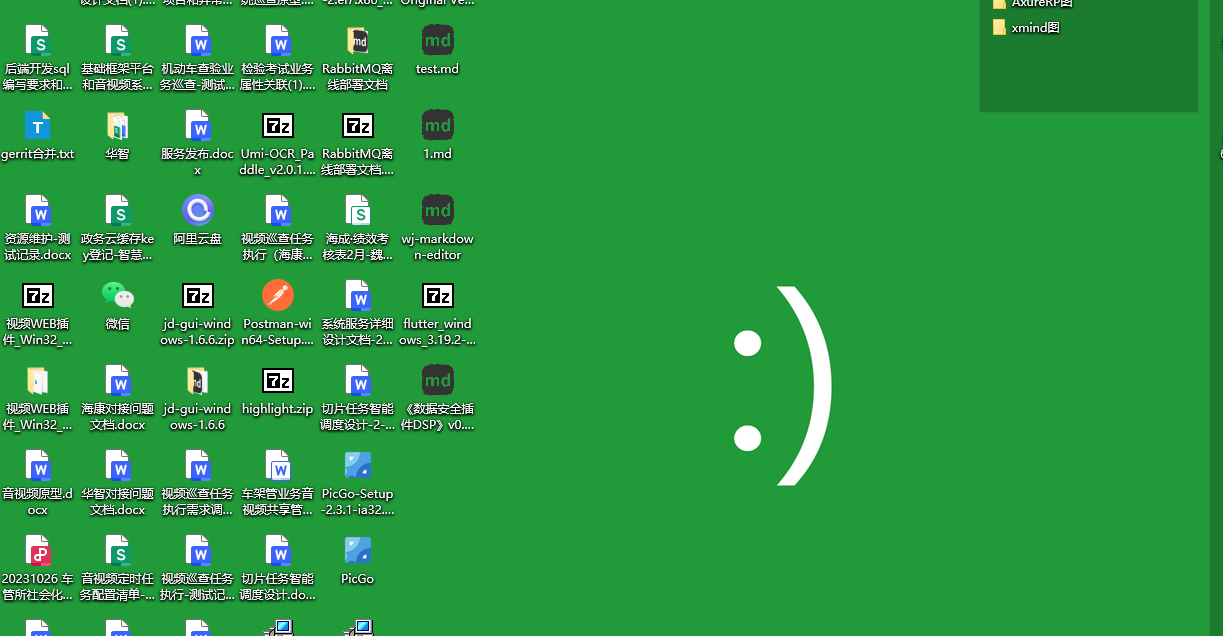 AxureRP图
xmind图
后端开发sql
编写要求和...
基础框架平台
和音视频系...
机动车查验业
务巡查-测试...
检验考试业务
属性关联(1)....
RabbitMQ离
线部署文档
test.md
gerrit合并.txt
华智
服务发布.doc
x
Umi-OCR_Pa
ddle_v2.0.1....
RabbitMQ离
线部署文档....
1.md
资源维护-测
试记录.docx
政务云缓存ke
y登记-智慧...
阿里云盘
视频巡查任务
执行（海康...
海成·绩效考
核表2月-魏...
wj-markdow
n-editor
视频WEB插
件_Win32_...
微信
jd-gui-wind
ows-1.6.6.zip
Postman-wi
n64-Setup....
系统服务详细
设计文档-2...
flutter_wind
ows_3.19.2-...
视频WEB插
件_Win32_...
海康对接问题
文档.docx
jd-gui-wind
ows-1.6.6
highlight.zip
切片任务智能
调度设计-2-...
《数据安全插
件DSP》v0....
音视频原型.d
ocx
华智对接问题
文档.docx
视频巡查任务
执行需求调...
车架管业务音
视频共享管...
PicGo-Setup
-2.3.1-ia32....
20231026 车
管所社会化...
音视频定时任
务配置清单-...
视频巡查任务
执行-测试记...
切片任务智能
调度设计.do...
PicGo
:)